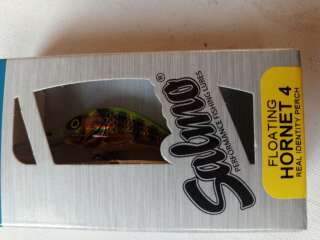 Salmo®
PERFORMANCE FISHING LURES
FLOATING
HORNET 4
REAL IDENTITY PERCH